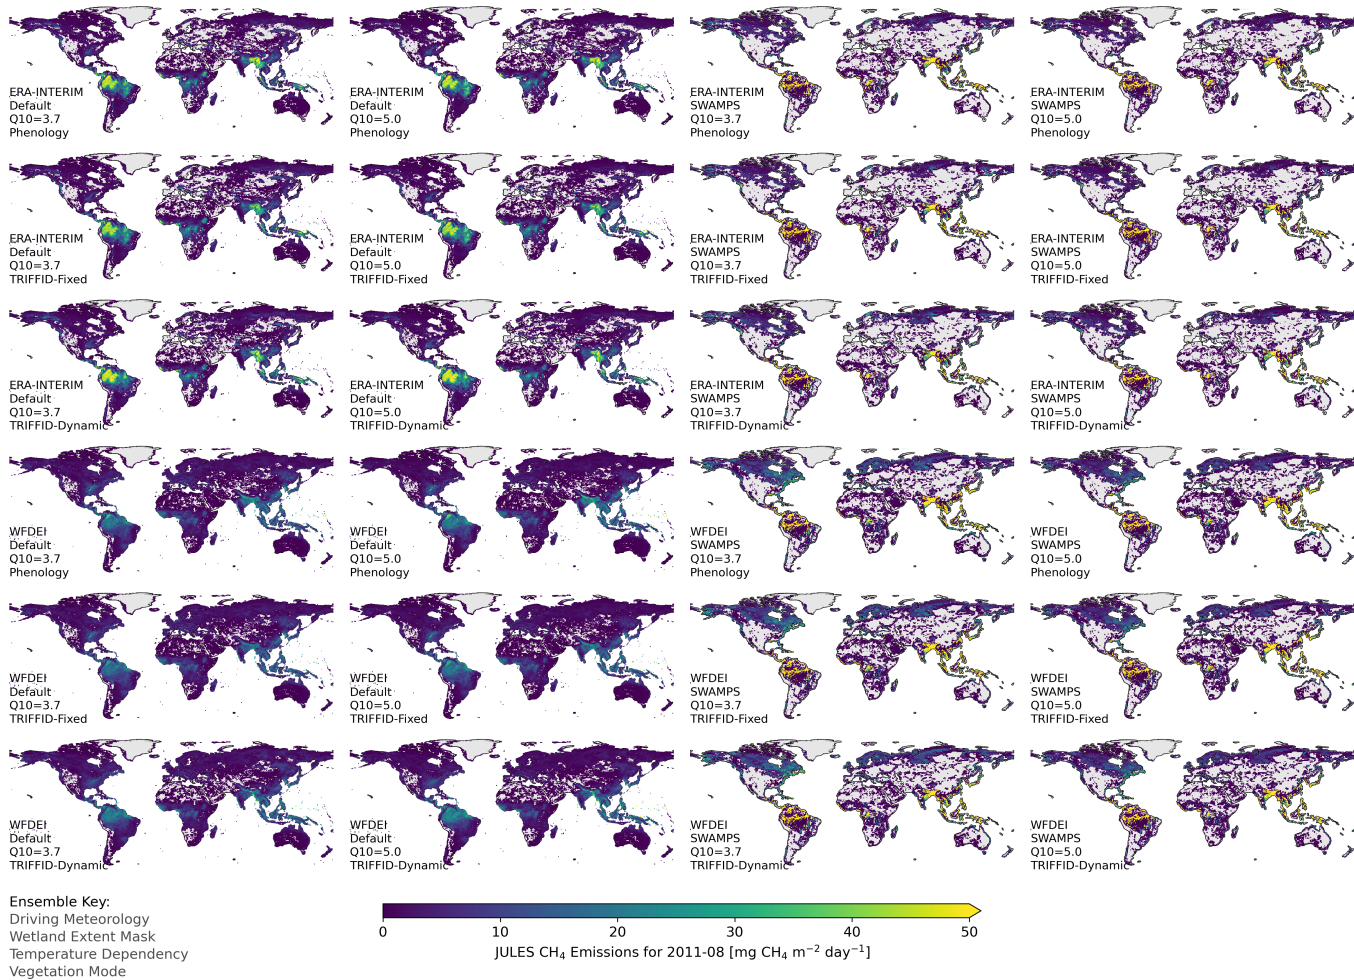 ERA-INTERIM
Default
Q10=3.7
Phenology
ERA-INTERIM
Default
Q10=5.0
Phenology
ERA-INTERIM
SWAMPS
Q10=3.7
Phenology
ERA-INTERIM
SWAMPS
Q10=5.0
Phenology
ERA-INTERIM
Default
Q10=3.7
TRIFFID-Fixed
ERA-INTERIM
Default
Q10=5.0
TRIFFID-Fixed
ERA-INTERIM
SWAMPS
Q10=3.7
TRIFFID-Fixed
ERA-INTERIM
SWAMPS
Q10=5.0
TRIFFID-Fixed
ERA-INTERIM
Default
Q10=3.7
TRIFFID-Dynamic
ERA-INTERIM
Default
Q10=5.0
TRIFFID-Dynamic
ERA-INTERIM
SWAMPS
Q10=3.7
TRIFFID-Dynamic
ERA-INTERIM
SWAMPS
Q10=5.0
TRIFFID-Dynamic
WFDEI
Default
Q10=3.7
Phenology
WFDEI
Default
Q10=5.0
Phenology
WFDEI
SWAMPS
Q10=3.7
Phenology
WFDEI
SWAMPS
Q10=5.0
Phenology
WFDEI
Default
Q10=3.7
TRIFFID-Fixed
WFDEI
Default
Q10=5.0
TRIFFID-Fixed
WFDEI
SWAMPS
Q10=3.7
TRIFFID-Fixed
WFDEI
SWAMPS
Q10=5.0
TRIFFID-Fixed
WFDEI
Default
Q10=3.7
TRIFFID-Dynamic
WFDEI
Default
Q10=5.0
TRIFFID-Dynamic
WFDEI
SWAMPS
Q10=3.7
TRIFFID-Dynamic
WFDEI
SWAMPS
Q10=5.0
TRIFFID-Dynamic
Ensemble Key:
Driving Meteorology
Wetland Extent Mask
Temperature Dependency
Vegetation Mode
0 10 20 30 40 50
JULES CH₄ Emissions for 2011-08 [mg CH₄ m⁻² day⁻¹]